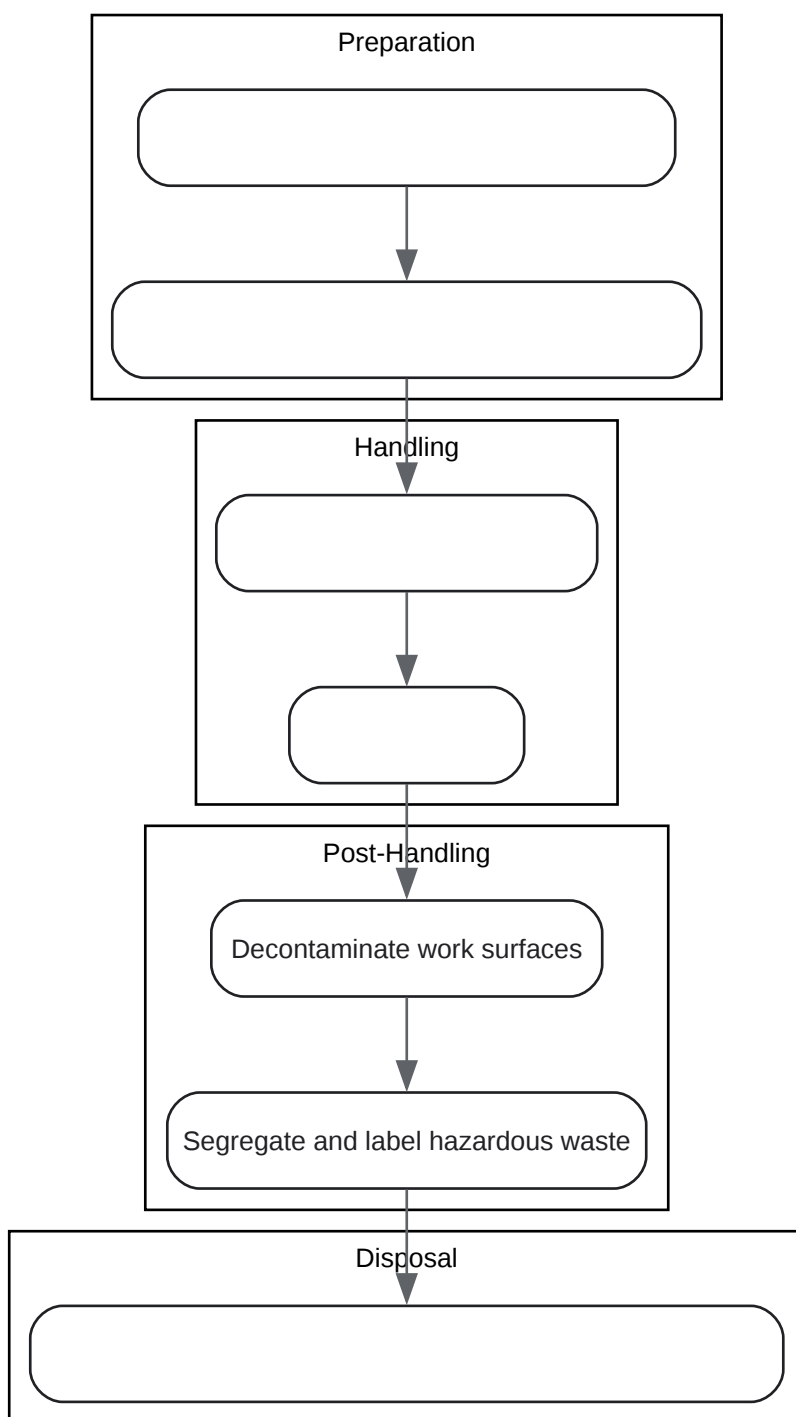 Preparation
Handling
Post-Handling
Decontaminate work surfaces
Segregate and label hazardous waste
Disposal